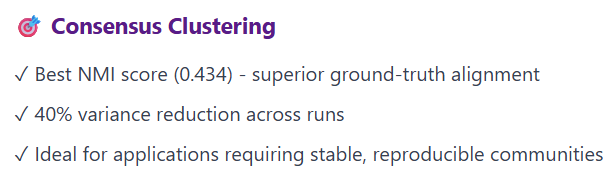 🎯 Consensus Clustering
✓ Best NMI score (0.434) - superior ground-truth alignment
✓ 40% variance reduction across runs
✓ Ideal for applications requiring stable, reproducible communities